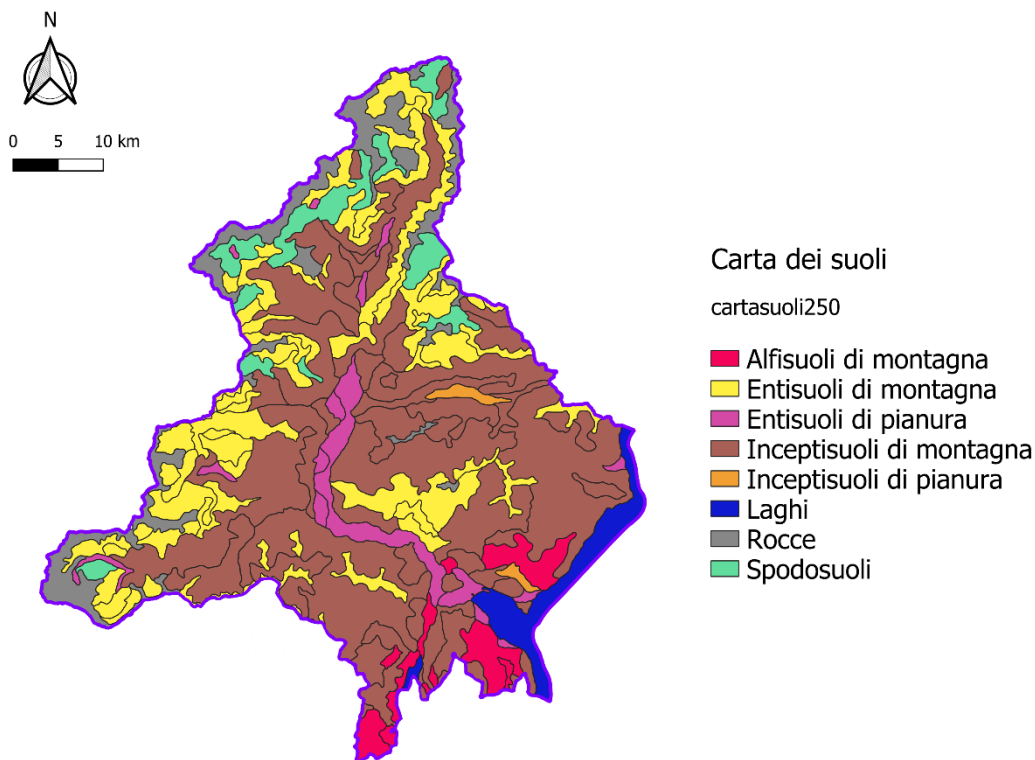 N
0 5 10 km
Carta dei suoli
cartasuoli250
Alfisuoli di montagna
Entisuoli di montagna
Entisuoli di pianura
Inceptisuoli di montagna
Inceptisuoli di pianura
Laghi
Rocce
Spodosuoli